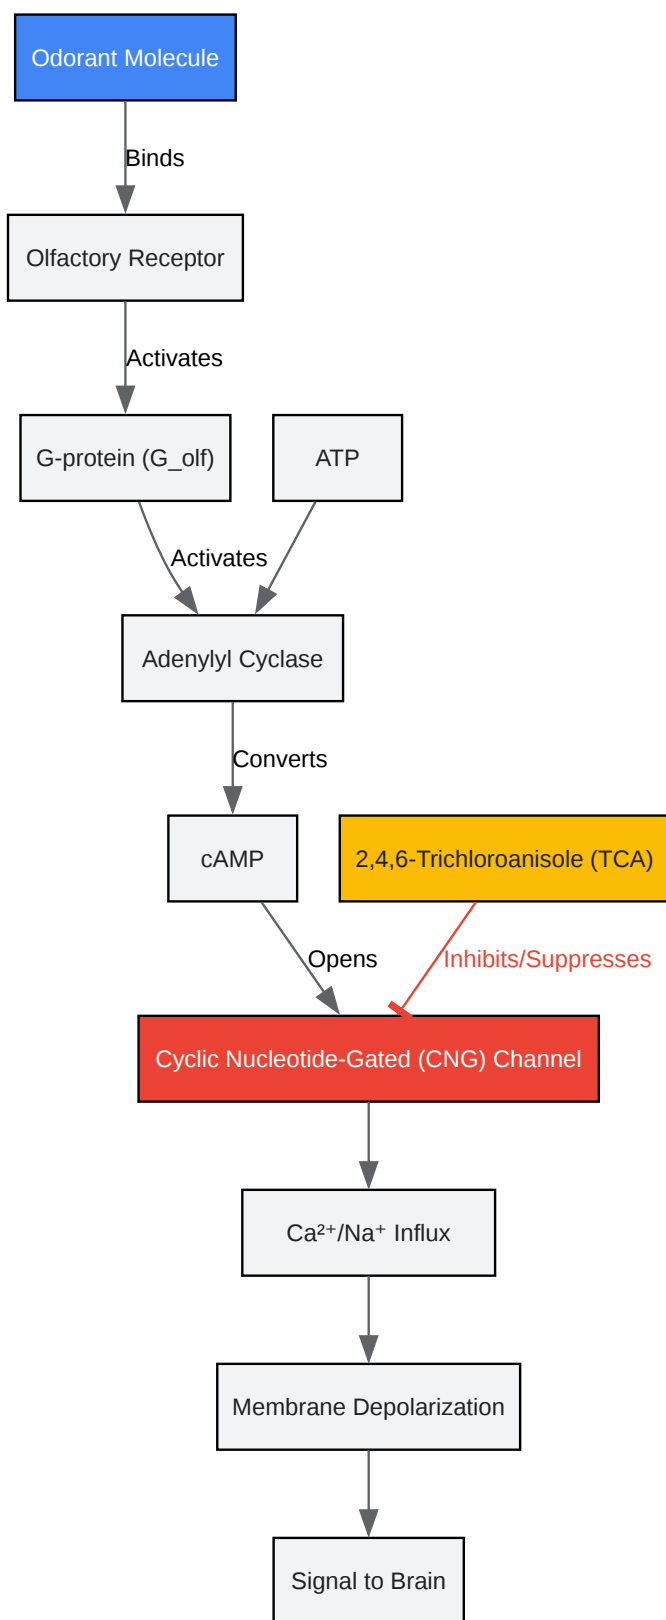 Odorant Molecule
Binds
Olfactory Receptor
Activates
G-protein (G_olf)
ATP
Activates
Adenylyl Cyclase
Converts
cAMP
2,4,6-Trichloroanisole (TCA)
Opens
Inhibits/Suppresses
Cyclic Nucleotide-Gated (CNG) Channel
Ca²⁺/Na⁺ Influx
Membrane Depolarization
Signal to Brain